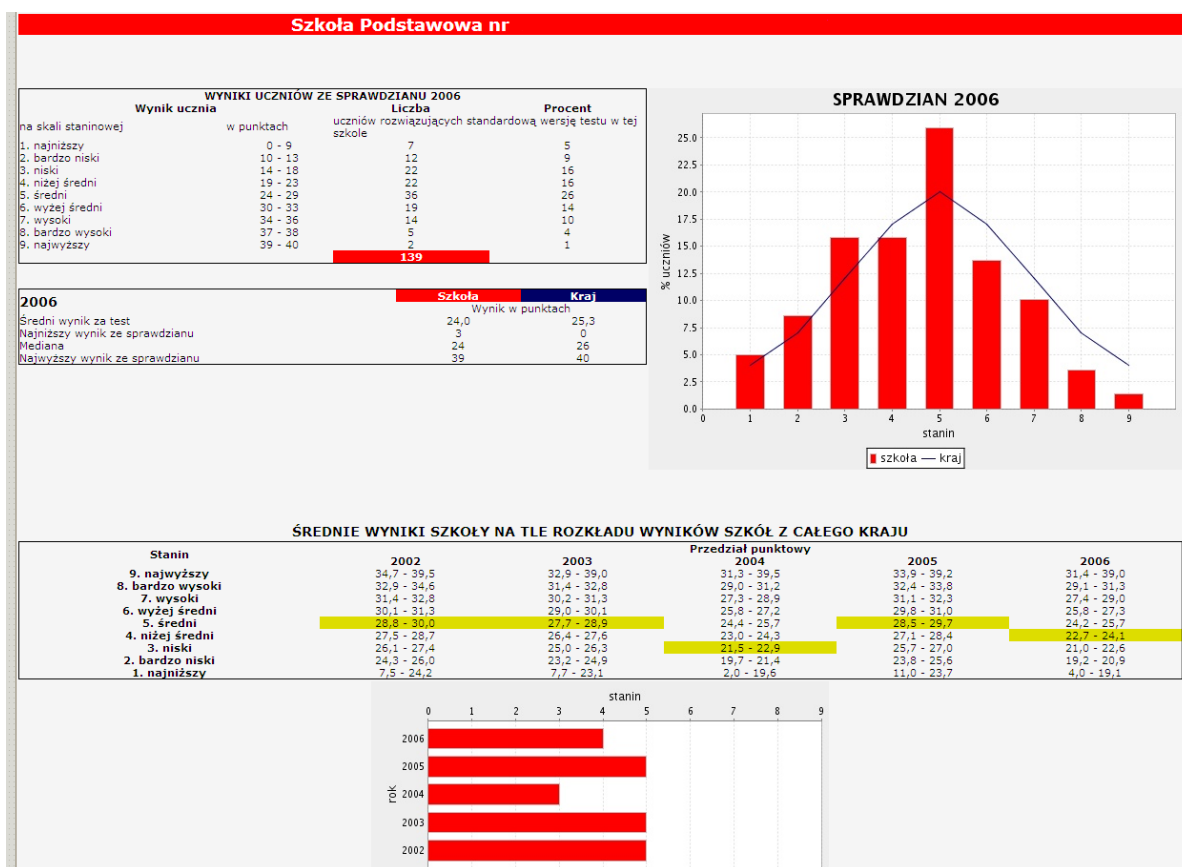 Szkoła Podstawowa nr
WYNIKI UCZNIÓW ZE SPRAWDZIANU 2006
Wynik ucznia Liczba Procent
na skali staninowej w punktach uczniów rozwiązujących standardową wersję testu w tej szkole
1. najniższy 0 - 9 7 5
2. bardzo niski 10 - 13 12 9
3. niski 14 - 18 22 16
4. niżej średni 19 - 23 22 16
5. średni 24 - 29 36 26
6. wyżej średni 30 - 33 19 14
7. wysoki 34 - 36 14 10
8. bardzo wysoki 37 - 38 5 4
9. najwyższy 39 - 40 2 1
139
2006 Szkoła Kraj
Wynik w punktach
Średni wynik za test 24,0 25,3
Najniższy wynik ze sprawdzianu 3 0
Mediana 24 26
Najwyższy wynik ze sprawdzianu 39 40
SPRAWDZIAN 2006
% uczniów
25.0
22.5
20.0
17.5
15.0
12.5
10.0
7.5
5.0
2.5
0.0
0 1 2 3 4 5 6 7 8 9
stanin
szkoła kraj
ŚREDNIE WYNIKI SZKOŁY NA TLE ROZKŁADU WYNIKÓW SZKÓŁ Z CAŁEGO KRAJU
Stanin Przedział punktowy
2002 2003 2004 2005 2006
9. najwyższy 34,7 - 39,5 32,9 - 39,0 31,3 - 39,5 33,9 - 39,2 31,4 - 39,0
8. bardzo wysoki 32,9 - 34,6 31,4 - 32,8 29,0 - 31,2 32,4 - 33,8 29,1 - 31,3
7. wysoki 31,4 - 32,8 30,2 - 31,3 27,3 - 28,9 31,1 - 32,3 27,4 - 29,0
6. wyżej średni 30,1 - 31,3 29,0 - 30,1 25,8 - 27,2 29,8 - 31,0 25,8 - 27,3
5. średni 28,8 - 30,0 27,7 - 28,9 24,4 - 25,7 28,5 - 29,7 24,2 - 25,7
4. niżej średni 27,5 - 28,7 26,4 - 27,6 23,0 - 24,3 27,1 - 28,4 22,7 - 24,1
3. niski 26,1 - 27,4 25,0 - 26,3 21,5 - 22,9 25,7 - 27,0 21,0 - 22,6
2. bardzo niski 24,3 - 26,0 23,2 - 24,9 19,7 - 21,4 23,8 - 25,6 19,2 - 20,9
1. najniższy 7,5 - 24,2 7,7 - 23,1 2,0 - 19,6 11,0 - 23,7 4,0 - 19,1
stanin
0 1 2 3 4 5 6 7 8 9
rok
2006
2005
2004
2003
2002